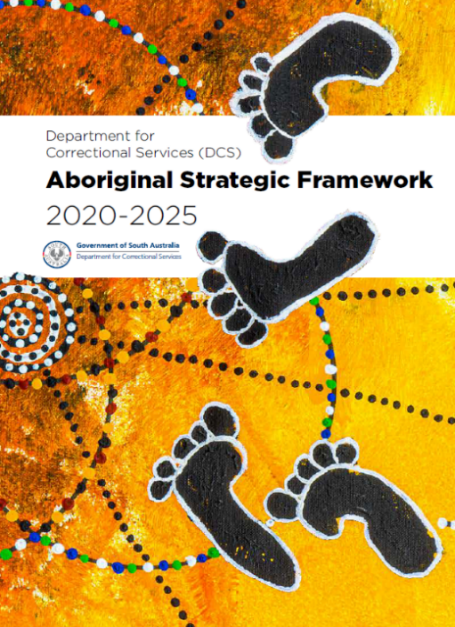 Department for
Correctional Services (DCS)
Aboriginal Strategic Framework
2020-2025
Government of South Australia
Department for Correctional Services